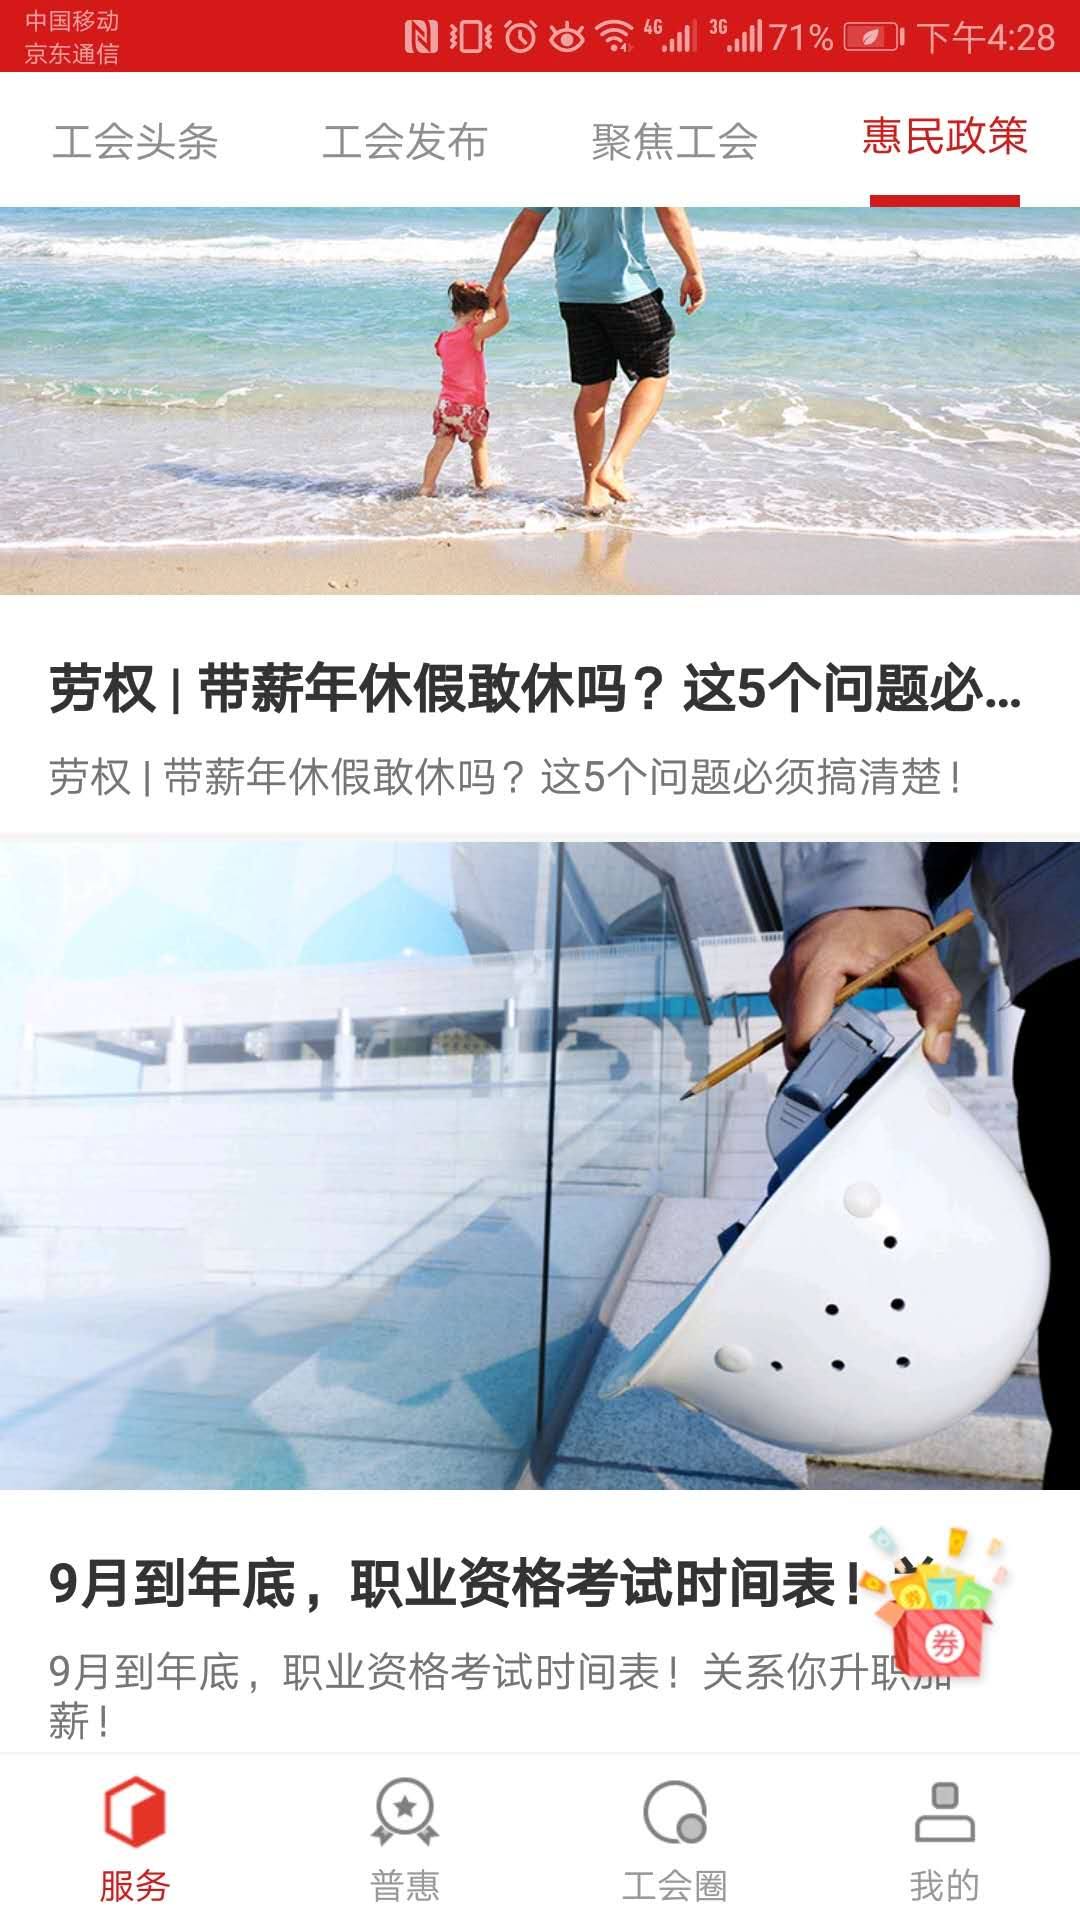 中国移动
京东通信
4G 3G 71% 下午4:28
工会头条 工会发布 聚焦工会 惠民政策
劳权 | 带薪年休假敢休吗？这5个问题必...
劳权 | 带薪年休假敢休吗？这5个问题必须搞清楚！
9月到年底，职业资格考试时间表！
券
9月到年底，职业资格考试时间表！关系你升职加
薪！
服务 普惠 工会圈 我的